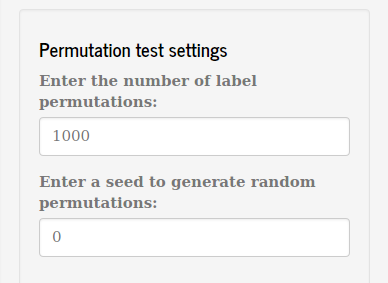 Permutation test settings
Enter the number of label
permutations:
1000
Enter a seed to generate random
permutations:
0